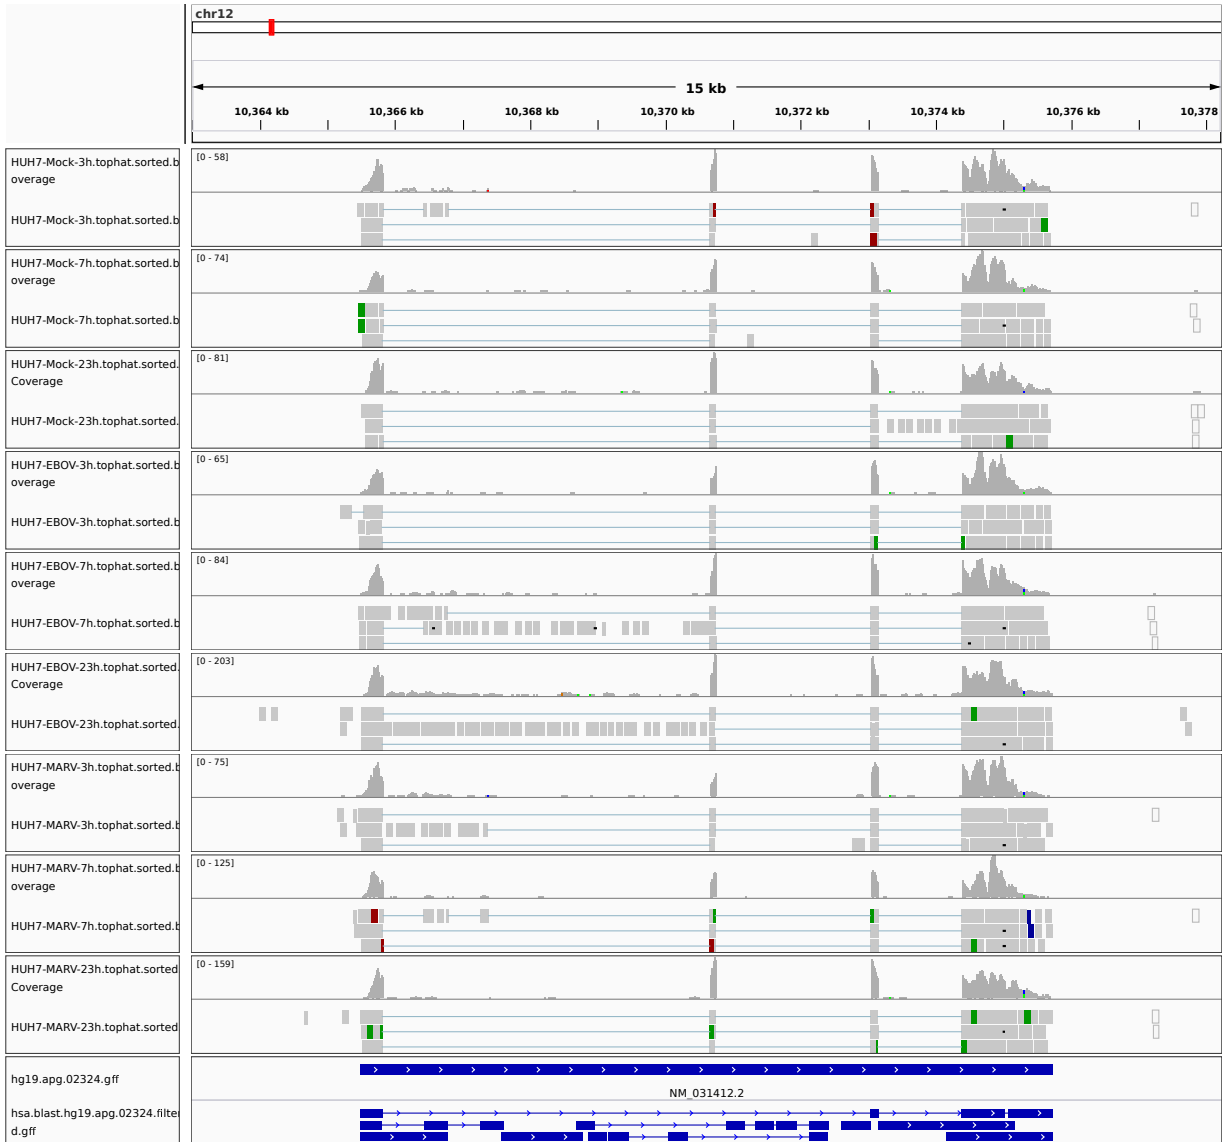 chr12
15 kb
10,364 kb 10,366 kb 10,368 kb 10,370 kb 10,372 kb 10,374 kb 10,376 kb 10,378
HUH7-Mock-3h.tophat.sorted.b
overage
[0 - 58]
HUH7-Mock-3h.tophat.sorted.b
HUH7-Mock-7h.tophat.sorted.b
overage
[0 - 74]
HUH7-Mock-7h.tophat.sorted.b
HUH7-Mock-23h.tophat.sorted.
Coverage
[0 - 81]
HUH7-Mock-23h.tophat.sorted.
HUH7-EBOV-3h.tophat.sorted.b
overage
[0 - 65]
HUH7-EBOV-3h.tophat.sorted.b
HUH7-EBOV-7h.tophat.sorted.b
overage
[0 - 84]
HUH7-EBOV-7h.tophat.sorted.b
HUH7-EBOV-23h.tophat.sorted.
Coverage
[0 - 203]
HUH7-EBOV-23h.tophat.sorted.
HUH7-MARV-3h.tophat.sorted.b
overage
[0 - 75]
HUH7-MARV-3h.tophat.sorted.b
HUH7-MARV-7h.tophat.sorted.b
overage
[0 - 125]
HUH7-MARV-7h.tophat.sorted.b
HUH7-MARV-23h.tophat.sorted
Coverage
[0 - 159]
HUH7-MARV-23h.tophat.sorted
hg19.apg.02324.gff
NM_031412.2
hsa.blast.hg19.apg.02324.filter
d.gff